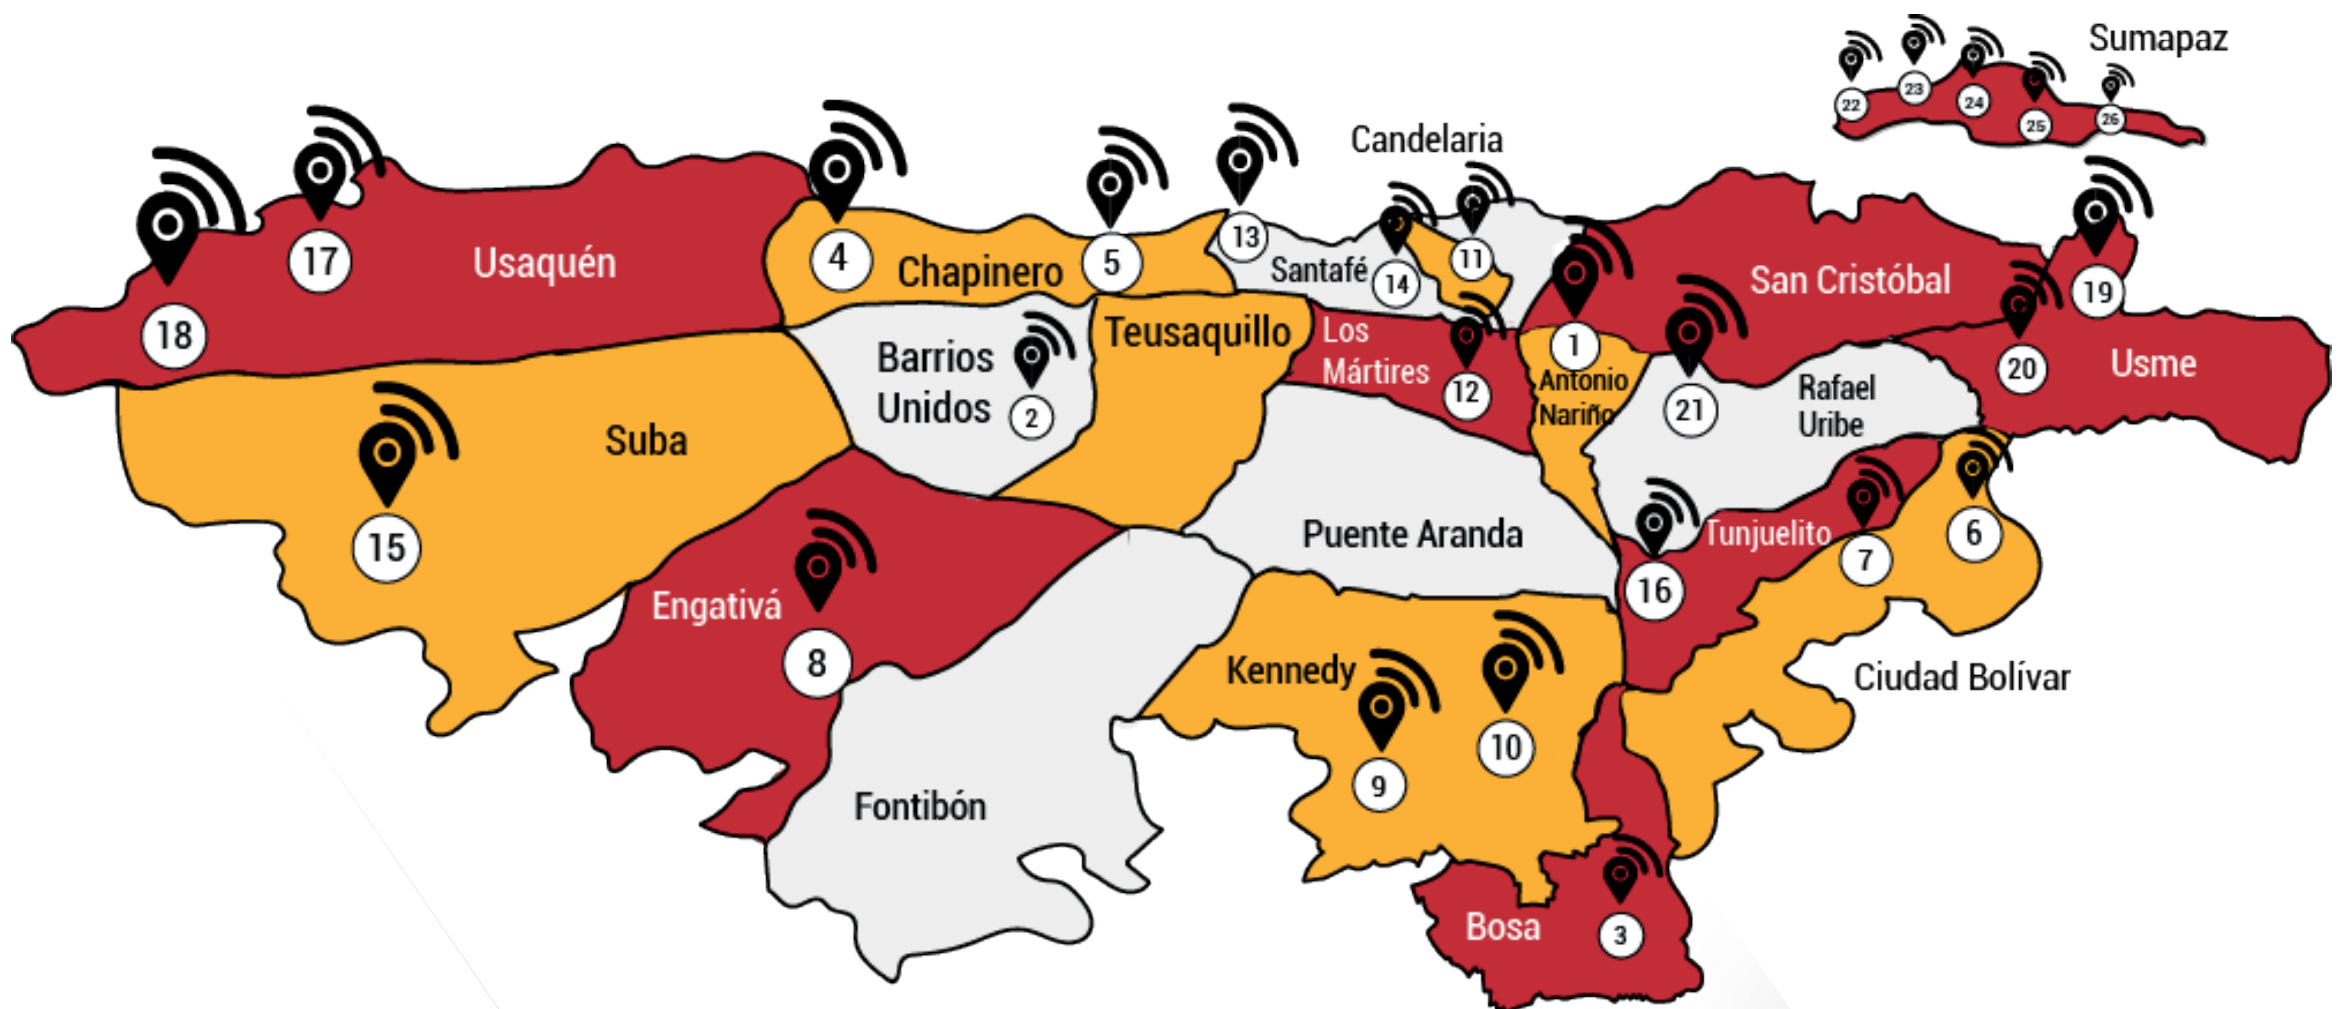 Sumapaz
22
23
24
25
26
Candelaria
17
Usaquén
18
4
Chapinero
5
13
Santafé
14
11
San Cristóbal
19
Barrios
Unidos
2
Teusaquillo
Los
Mártires
12
1
Antonio
Nariño
21
Rafael
Uribe
20
Usme
Suba
15
Puente Aranda
16
Tunjuelito
7
6
Engativá
8
Kennedy
9
10
Ciudad Bolívar
Fontibón
Bosa
3